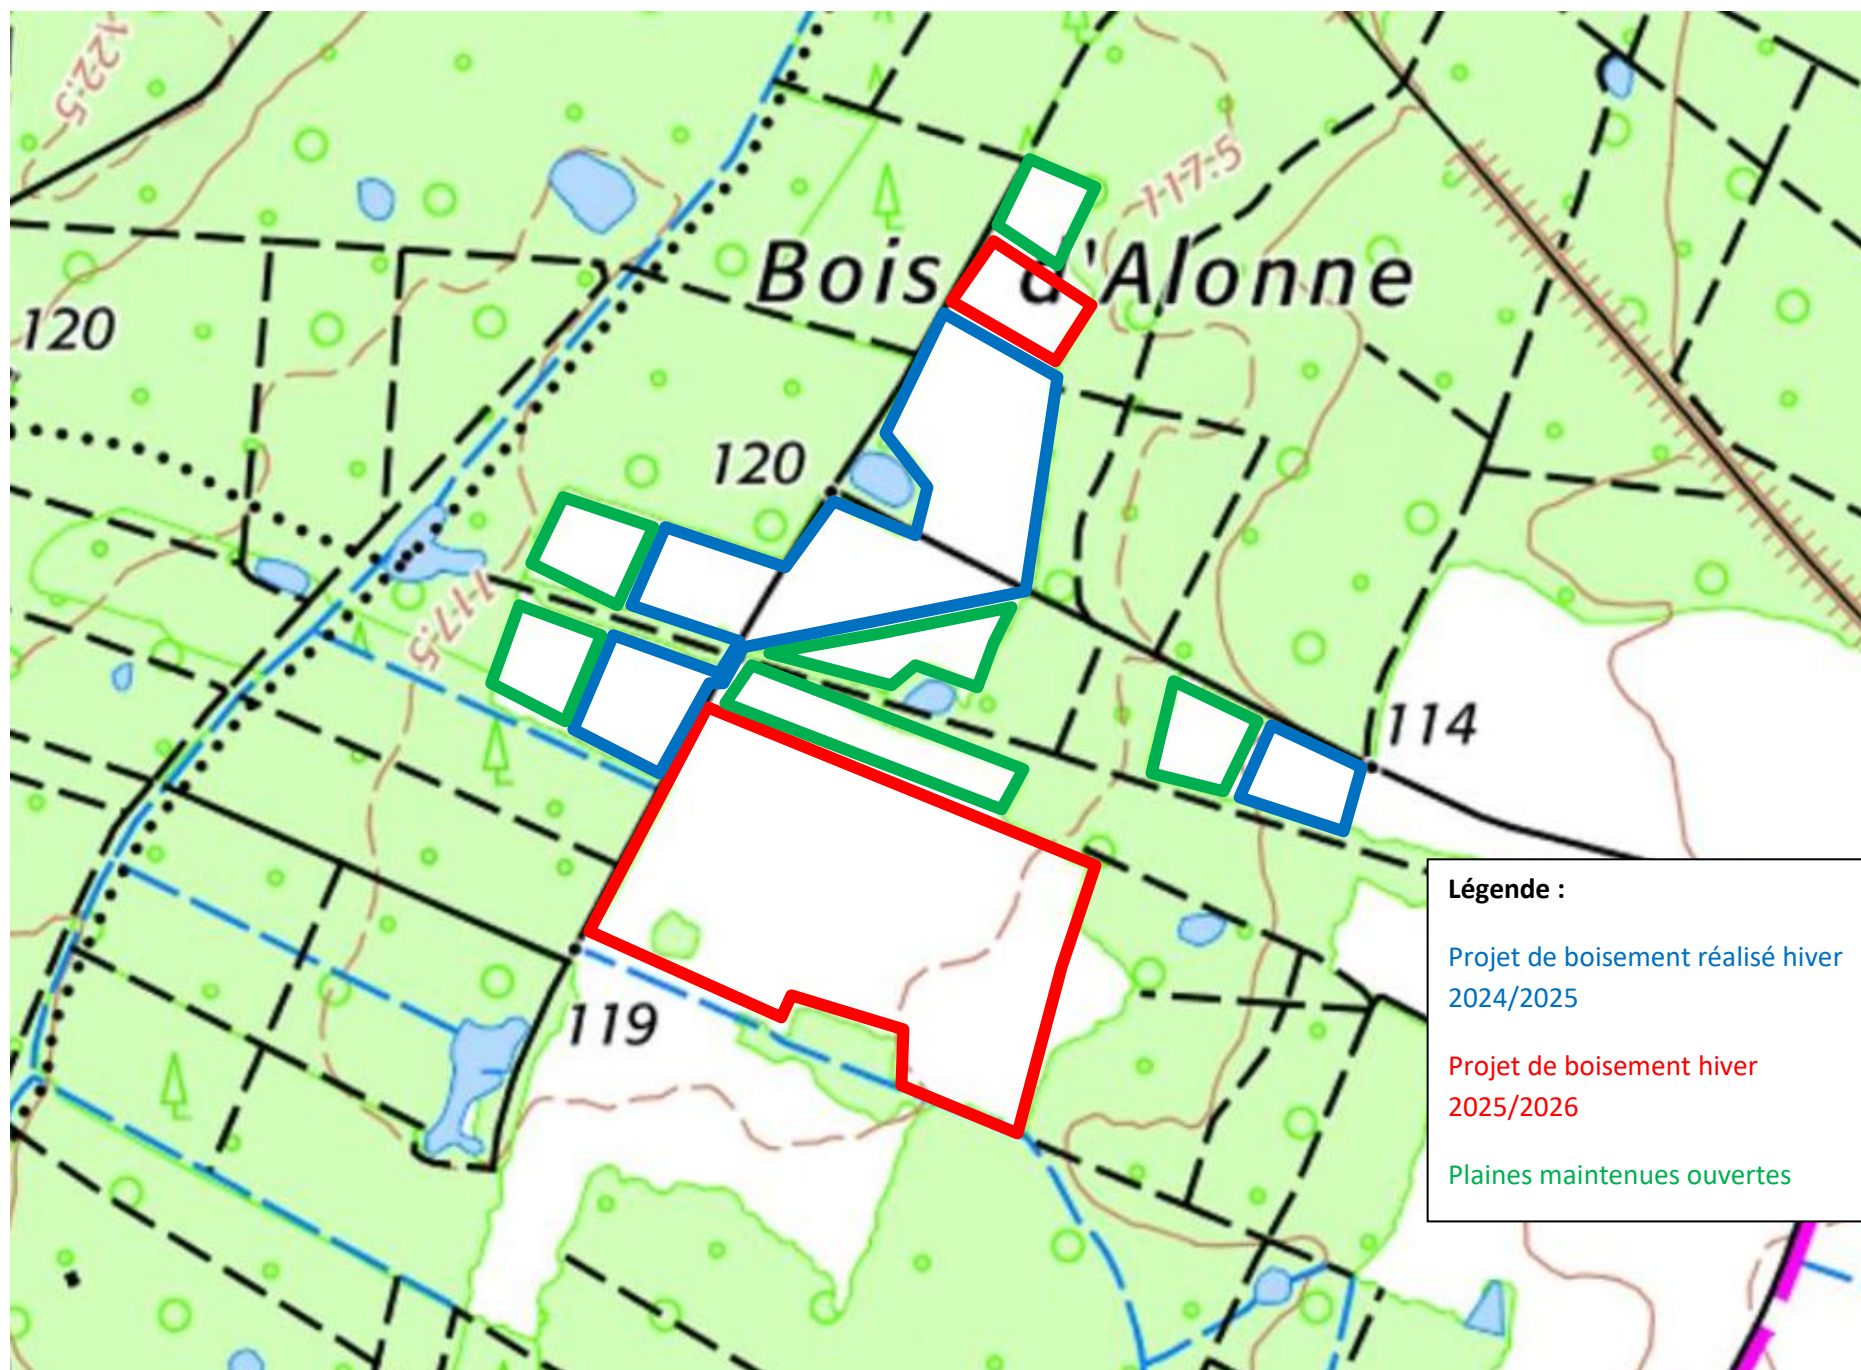 122.5
117.5
Bois d'Alonne
120
120
117.5
114
119
Légende :
Projet de boisement réalisé hiver
2024/2025
Projet de boisement hiver
2025/2026
Plaines maintenues ouvertes